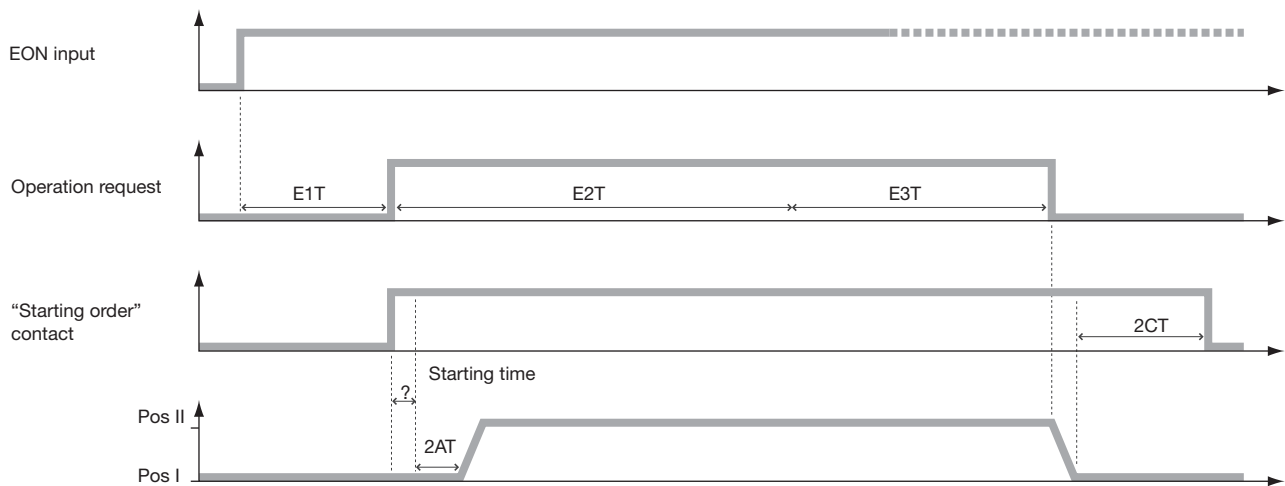 EON input
Operation request
E1T
E2T
E3T
“Starting order”
contact
2CT
Starting time
?
Pos II
2AT
Pos I